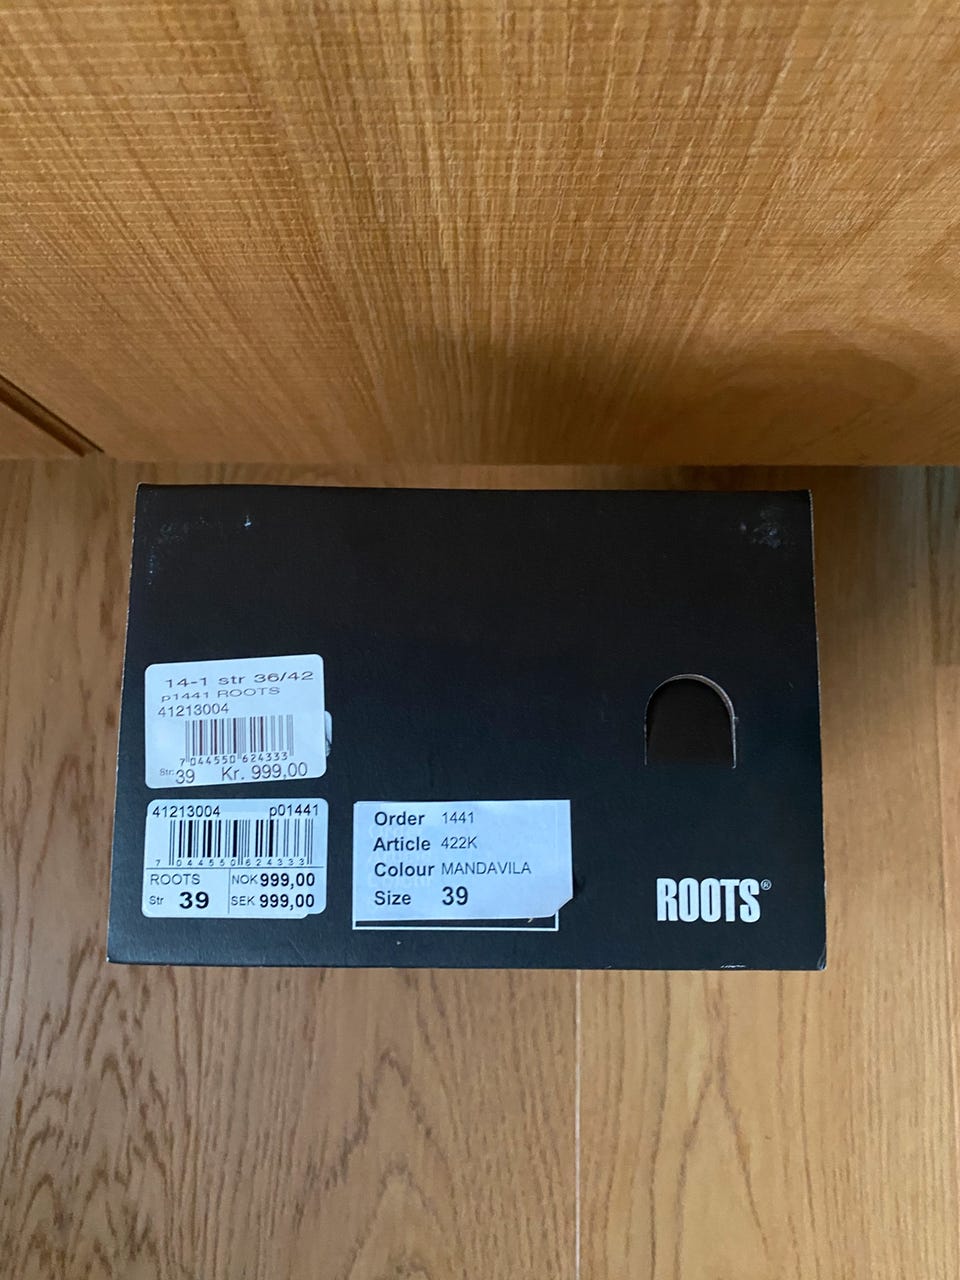 14-1 str 36/42
p1441 ROOTS
41213004
7 044550 624333
Str: 39 Kr. 999,00
41213004 p01441
7 044550 624333
ROOTS NOK 999,00
Str 39 SEK 999,00
Order 1441
Article 422K
Colour MANDAVILA
Size 39
ROOTS®